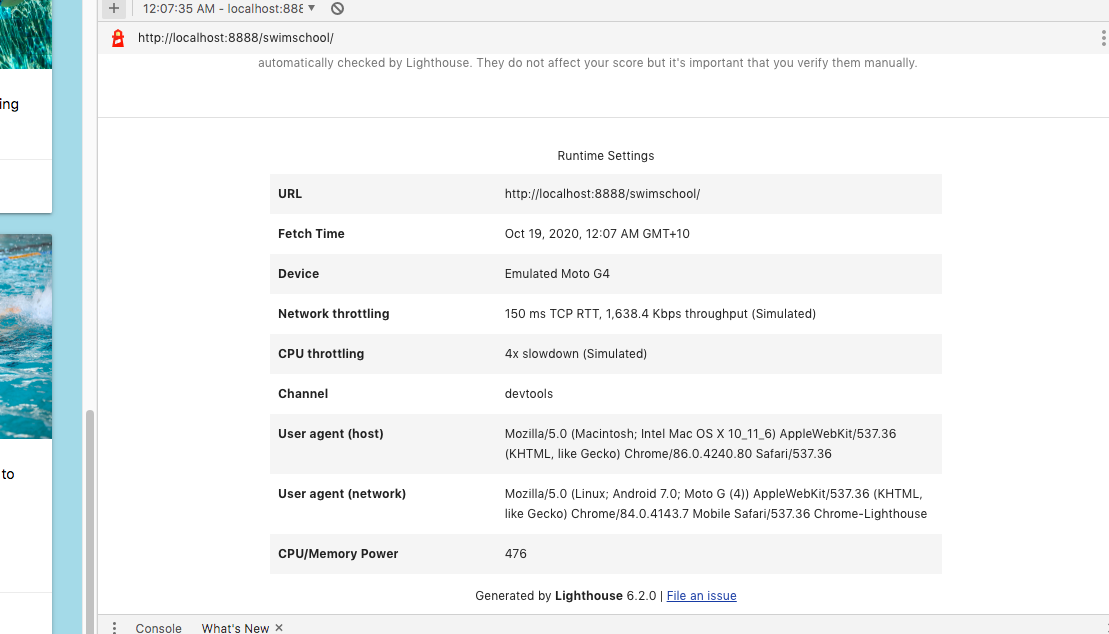 + 12:07:35 AM - localhost:888
http://localhost:8888/swimschool/
automatically checked by Lighthouse. They do not affect your score but it's important that you verify them manually.
ing
to
Runtime Settings
URL http://localhost:8888/swimschool/
Fetch Time Oct 19, 2020, 12:07 AM GMT+10
Device Emulated Moto G4
Network throttling 150 ms TCP RTT, 1,638.4 Kbps throughput (Simulated)
CPU throttling 4x slowdown (Simulated)
Channel devtools
User agent (host) Mozilla/5.0 (Macintosh; Intel Mac OS X 10_11_6) AppleWebKit/537.36
(KHTML, like Gecko) Chrome/86.0.4240.80 Safari/537.36
User agent (network) Mozilla/5.0 (Linux; Android 7.0; Moto G (4)) AppleWebKit/537.36 (KHTML,
like Gecko) Chrome/84.0.4143.7 Mobile Safari/537.36 Chrome-Lighthouse
CPU/Memory Power 476
Generated by Lighthouse 6.2.0 | File an issue
Console What's New ×